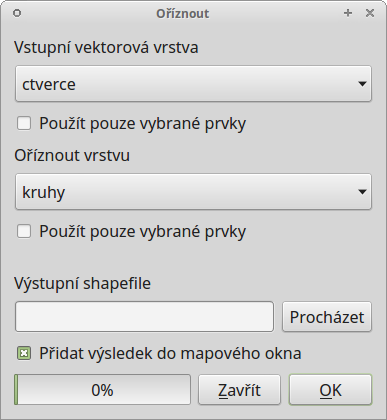 Oříznout
Vstupní vektorová vrstva
ctverce
Použít pouze vybrané prvky
Oříznout vrstvu
kruhy
Použít pouze vybrané prvky
Výstupní shapefile
Procházet
Přidat výsledek do mapového okna
0% Zavřít OK